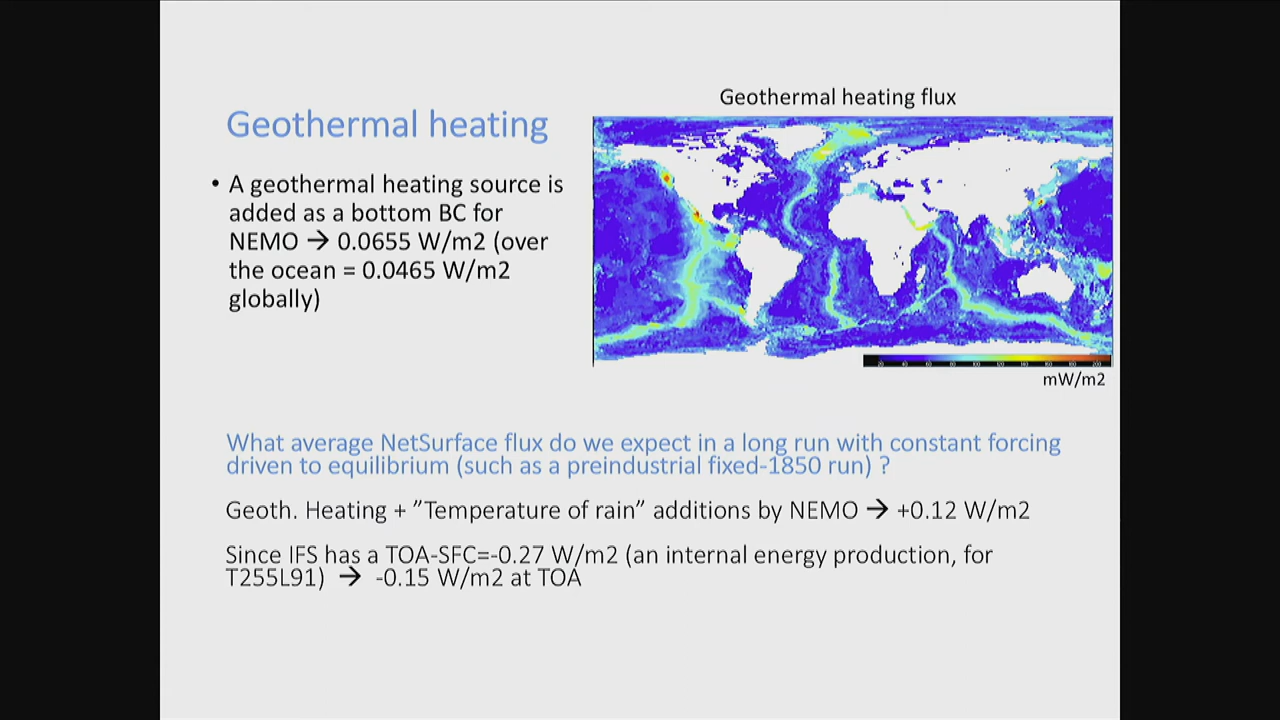 Geothermal heating flux
Geothermal heating
• A geothermal heating source is
added as a bottom BC for
NEMO → 0.0655 W/m2 (over
the ocean = 0.0465 W/m2
globally)
mW/m2
What average NetSurface flux do we expect in a long run with constant forcing
driven to equilibrium (such as a preindustrial fixed-1850 run) ?
Geoth. Heating + ”Temperature of rain” additions by NEMO → +0.12 W/m2
Since IFS has a TOA-SFC=-0.27 W/m2 (an internal energy production, for
T255L91) → -0.15 W/m2 at TOA